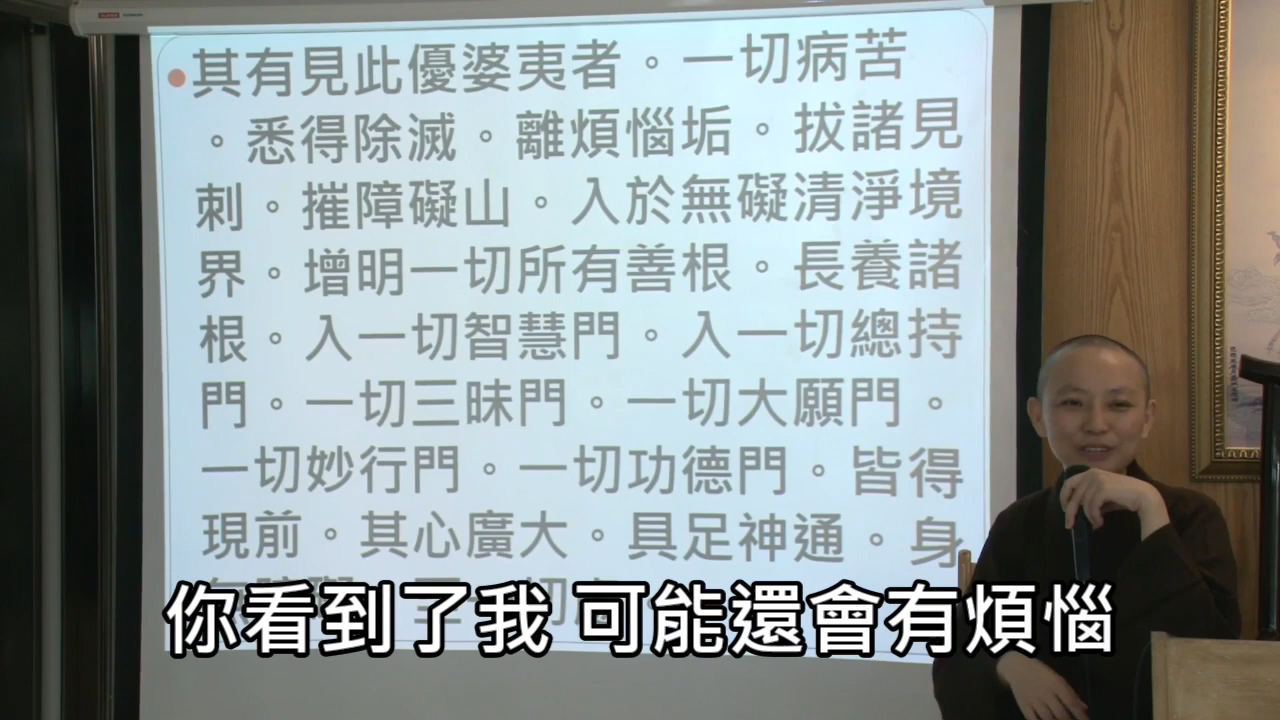 其有見此優婆夷者。一切病苦
。悉得除滅。離煩惱垢。拔諸見
刺。摧障礙山。入於無礙清淨境
界。增明一切所有善根。長養諸
根。入一切智慧門。入一切總持
門。一切三昧門。一切大願門。
一切妙行門。一切功德門。皆得
現前。其心廣大。具足神通。身
你看到了我 可能還會有煩惱